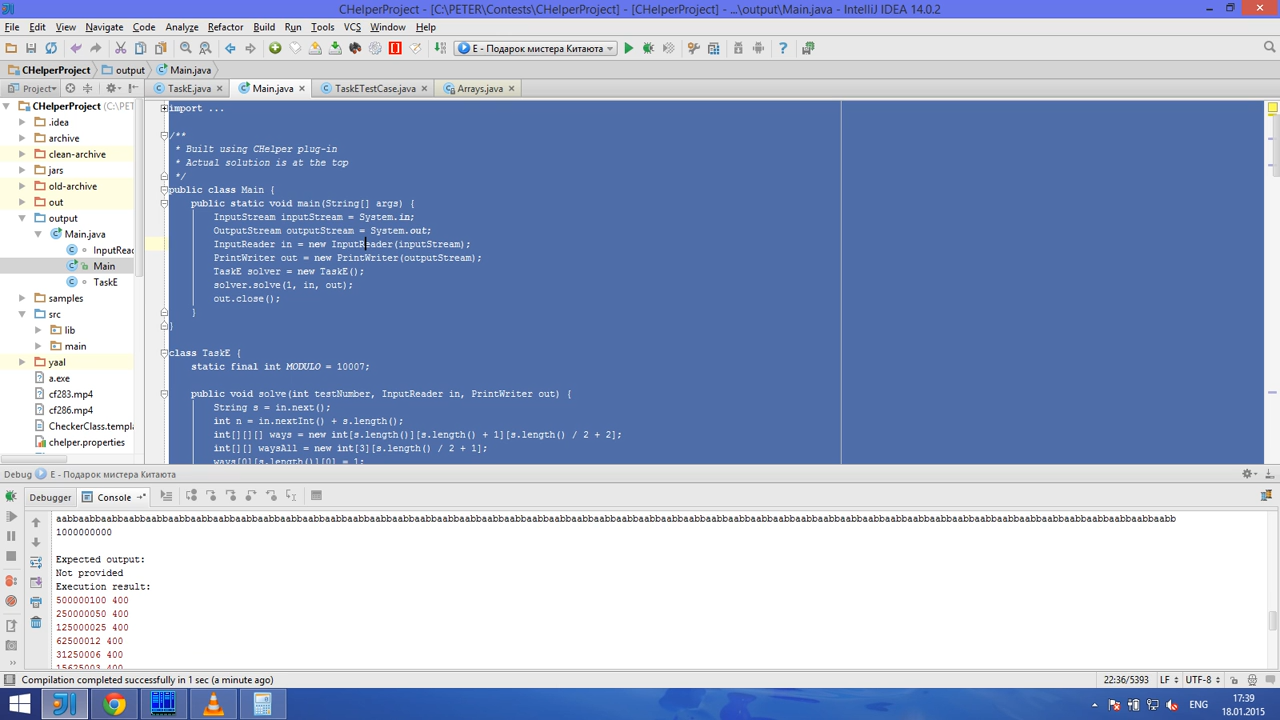 CHelperProject - [C:\PETER\Contests\CHelperProject] - [CHelperProject] - ...\output\Main.java - IntelliJ IDEA 14.0.2
File Edit View Navigate Code Analyze Refactor Build Run Tools VCS Window Help
E - Подарок мистера Китаюта
CHelperProject output Main.java
Project TaskE.java Main.java TaskETestCase.java Arrays.java
CHelperProject (C:\PE
.idea
archive
clean-archive
jars
old-archive
out
output
Main.java
InputRea
Main
TaskE
samples
src
lib
main
yaal
a.exe
cf283.mp4
cf286.mp4
CheckerClass.templa
chelper.properties
import ...
/**
* Built using CHelper plug-in
* Actual solution is at the top
*/
public class Main {
public static void main(String[] args) {
InputStream inputStream = System.in;
OutputStream outputStream = System.out;
InputReader in = new InputReader(inputStream);
PrintWriter out = new PrintWriter(outputStream);
TaskE solver = new TaskE();
solver.solve(1, in, out);
out.close();
}
}
class TaskE {
static final int MODULO = 10007;
public void solve(int testNumber, InputReader in, PrintWriter out) {
String s = in.next();
int n = in.nextInt() + s.length();
int[][][] ways = new int[s.length()][s.length() + 1][s.length() / 2 + 2];
int[][] waysAll = new int[3][s.length() / 2 + 1];
ways[0][s.length()][0] = 1;
Debug E - Подарок мистера Китаюта
Debugger Console
1000000000
Expected output:
Not provided
Execution result:
500000100 400
250000050 400
125000025 400
62500012 400
31250006 400
15625003 400
Compilation completed successfully in 1 sec (a minute ago) 22:36/5393 LF UTF-8
ENG 17:39
18.01.2015